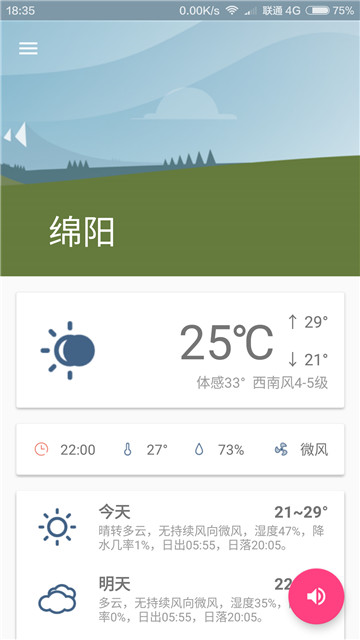 18:35 0.00K/s 联通 4G 75%
绵阳
25℃ ↑ 29°
↓ 21°
体感33° 西南风4-5级
22:00 27° 73% 微风
今天 21~29°
晴转多云，无持续风向微风，湿度47%，降
水几率1%，日出05:55，日落20:05。
明天 22
多云，无持续风向微风，湿度35%，
率0%，日出05:55，日落20:05。